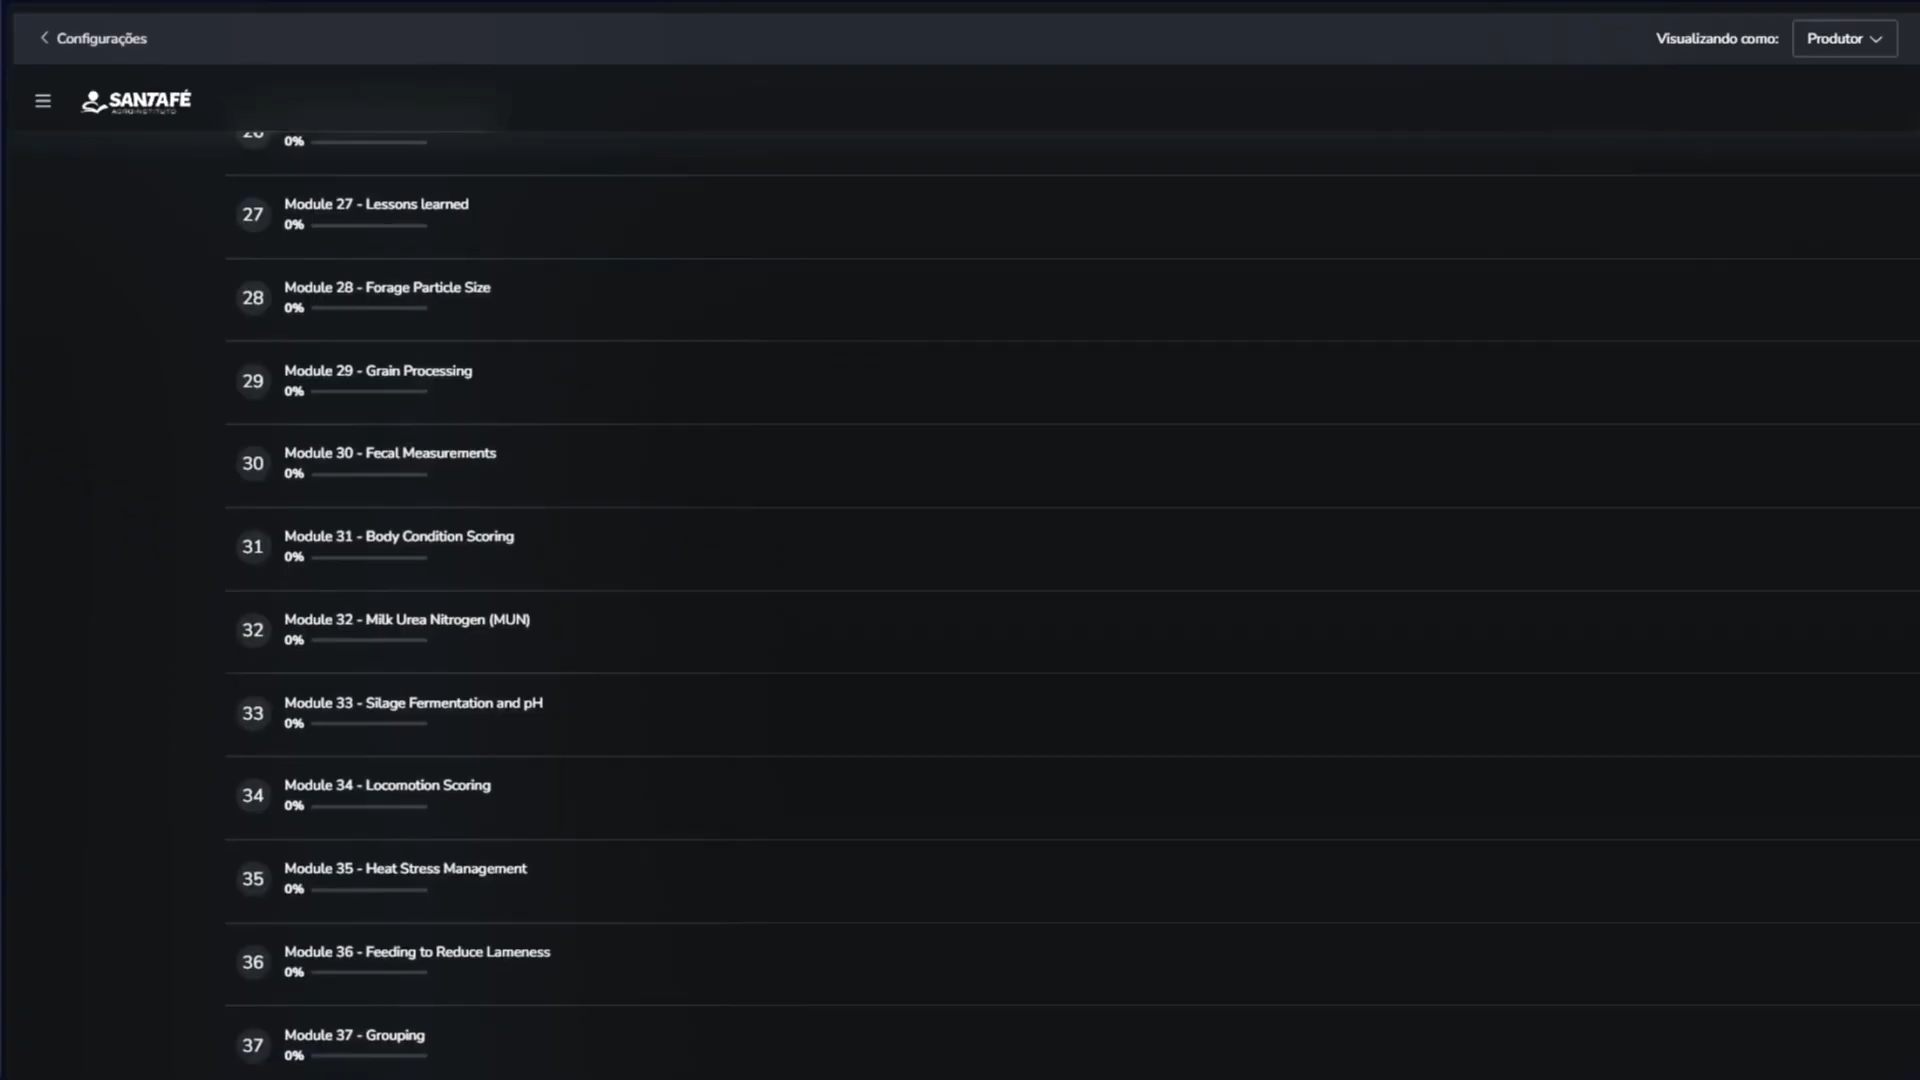 Configurações
Visualizando como:
Produtor
SANTAFÉ
AGROINSTITUTO
0%
27
Module 27 - Lessons learned
0%
28
Module 28 - Forage Particle Size
0%
29
Module 29 - Grain Processing
0%
30
Module 30 - Fecal Measurements
0%
31
Module 31 - Body Condition Scoring
0%
32
Module 32 - Milk Urea Nitrogen (MUN)
0%
33
Module 33 - Silage Fermentation and pH
0%
34
Module 34 - Locomotion Scoring
0%
35
Module 35 - Heat Stress Management
0%
36
Module 36 - Feeding to Reduce Lameness
0%
37
Module 37 - Grouping
0%